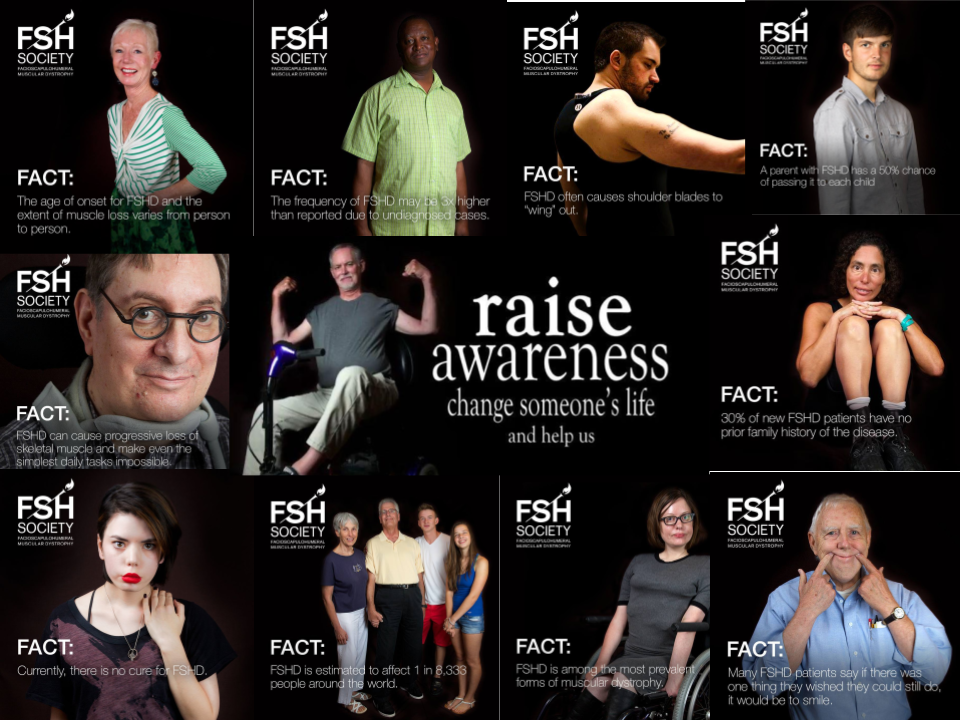 FSH
SOCIETY
FACIOSCAPULOHUMERAL
MUSCULAR DYSTROPHY
FACT:
The age of onset for FSHD and the
extent of muscle loss varies from person
to person.
FSH
SOCIETY
FACIOSCAPULOHUMERAL
MUSCULAR DYSTROPHY
FACT:
The frequency of FSHD may be 3x higher
than reported due to undiagnosed cases.
FSH
SOCIETY
FACIOSCAPULOHUMERAL
MUSCULAR DYSTROPHY
FACT:
FSHD often causes shoulder blades to
"wing" out.
FSH
SOCIETY
FACIOSCAPULOHUMERAL
MUSCULAR DYSTROPHY
FACT:
A parent with FSHD has a 50% chance
of passing it to each child
FSH
SOCIETY
FACIOSCAPULOHUMERAL
MUSCULAR DYSTROPHY
FACT:
FSHD can cause progressive loss of
skeletal muscle and make even the
simplest daily tasks impossible.
raise
awareness
change someone's life
and help us
FSH
SOCIETY
FACIOSCAPULOHUMERAL
MUSCULAR DYSTROPHY
FACT:
30% of new FSHD patients have no
prior family history of the disease.
FSH
SOCIETY
FACIOSCAPULOHUMERAL
MUSCULAR DYSTROPHY
FACT:
Currently, there is no cure for FSHD.
FSH
SOCIETY
FACIOSCAPULOHUMERAL
MUSCULAR DYSTROPHY
FACT:
FSHD is estimated to affect 1 in 8,333
people around the world.
FSH
SOCIETY
FACIOSCAPULOHUMERAL
MUSCULAR DYSTROPHY
FACT:
FSHD is among the most prevalent
forms of muscular dystrophy.
FSH
SOCIETY
FACIOSCAPULOHUMERAL
MUSCULAR DYSTROPHY
FACT:
Many FSHD patients say if there was
one thing they wished they could still do,
it would be to smile.